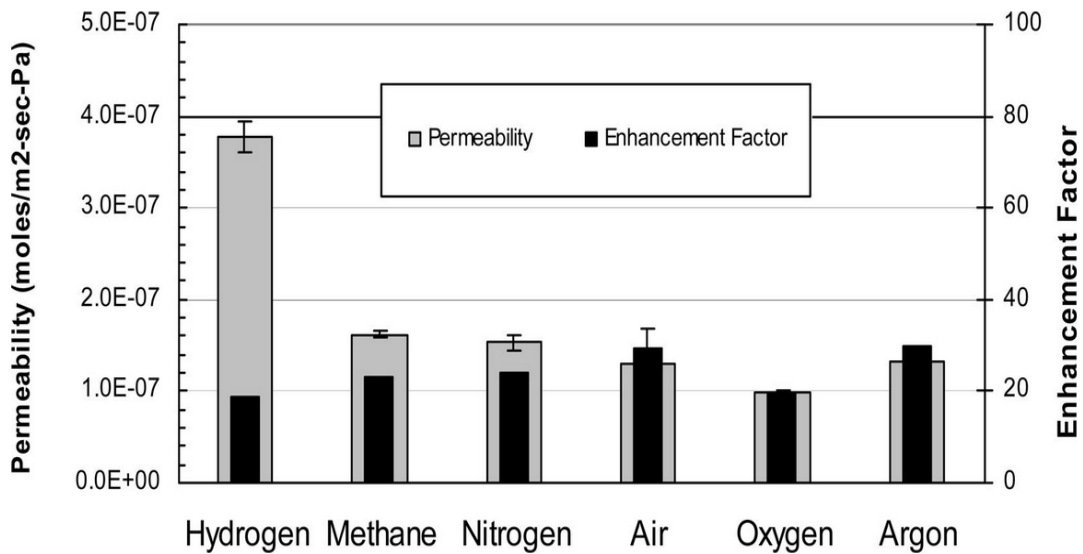 Permeability (moles/m2-sec-Pa)
5.0E-07
4.0E-07
3.0E-07
2.0E-07
1.0E-07
0.0E+00
Permeability
Enhancement Factor
100
80
60
40
20
0
Enhancement Factor
Hydrogen Methane Nitrogen Air Oxygen Argon